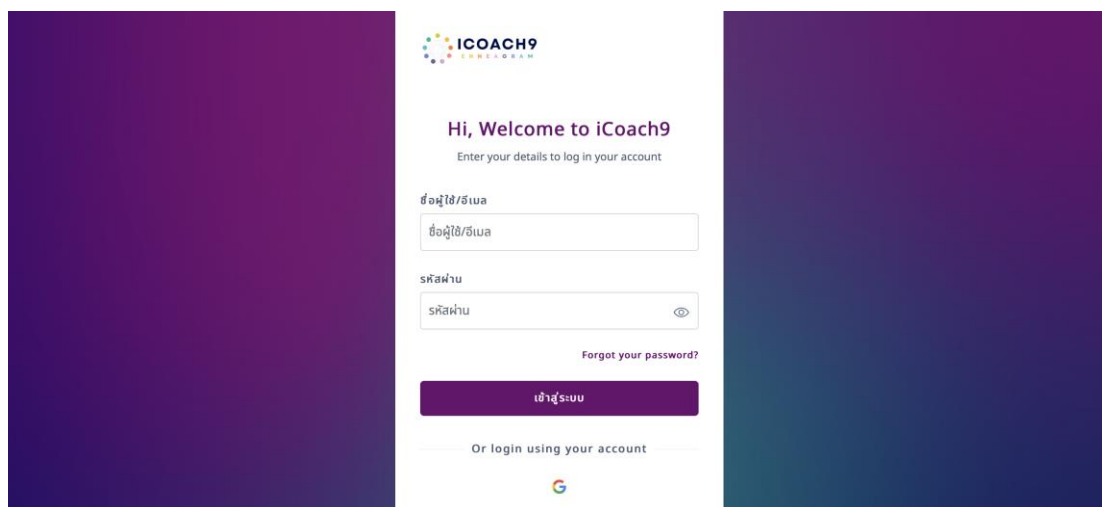 ICOACH9
ENNEAGRAM
Hi, Welcome to iCoach9
Enter your details to log in your account
ชื่อผู้ใช้/อีเมล
ชื่อผู้ใช้/อีเมล
รหัสผ่าน
รหัสผ่าน
Forgot your password?
เข้าสู่ระบบ
Or login using your account